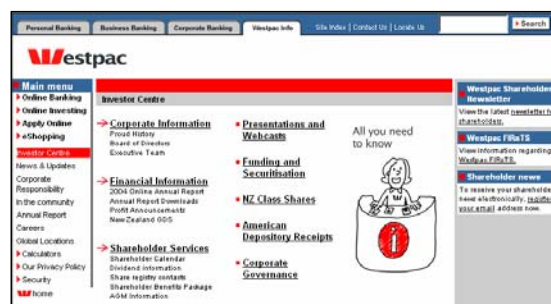 Personal Banking
Business Banking
Corporate Banking
Westpac Info
Site Index | Contact Us | Locate Us
Search
Westpac
Main menu
Online Banking
Online Investing
Apply Online
eShopping
Investor Centre
News & Updates
Corporate
Responsibility
In the community
Annual Report
Careers
Global Locations
Calculators
Our Privacy Policy
Security
home
Investor Centre
Corporate Information
Proud History
Board of Directors
Executive Team
Financial Information
2004 Online Annual Report
Annual Report Downloads
Profit Announcements
New Zealand GDS
Shareholder Services
Shareholder Calendar
Dividend information
Share registry contacts
Shareholder Benefits Package
AGM Information
Presentations and
Webcasts
Funding and
Securitisation
NZ Class Shares
American
Depository Receipts
Corporate
Governance
All you need
to know
i
Westpac Shareholder
Newsletter
View the latest newsletter
shareholders.
Westpac FIRsTS
View information regarding
Westpac FIRsTS.
Shareholder news
To receive your shareholder
news electronically,
your email address now.